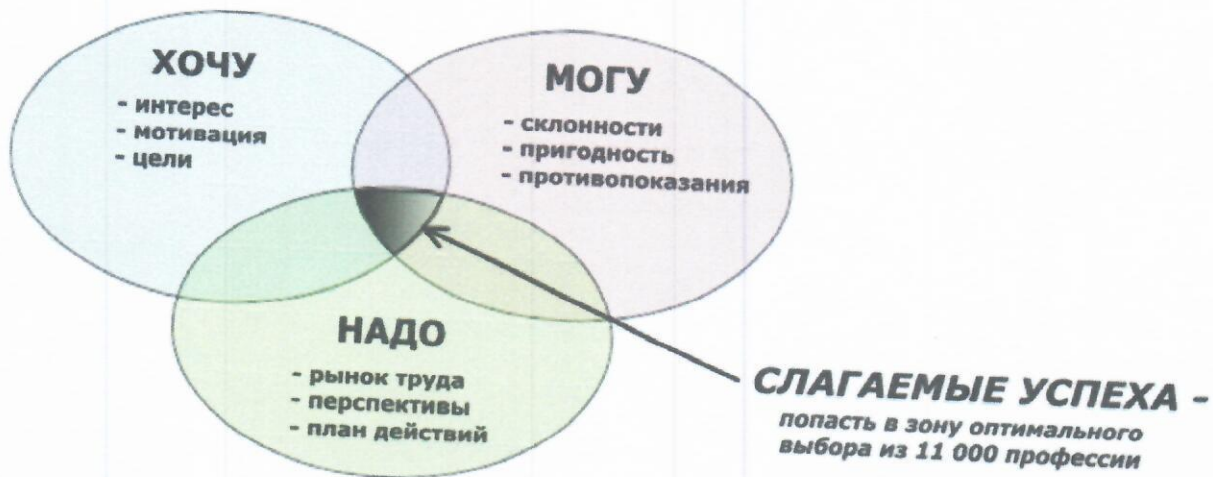 ХОЧУ
- интерес
- мотивация
- цели
МОГУ
- склонности
- пригодность
- противопоказания
НАДО
- рынок труда
- перспективы
- план действий
СЛАГАЕМЫЕ УСПЕХА -
попасть в зону оптимального
выбора из 11 000 профессии